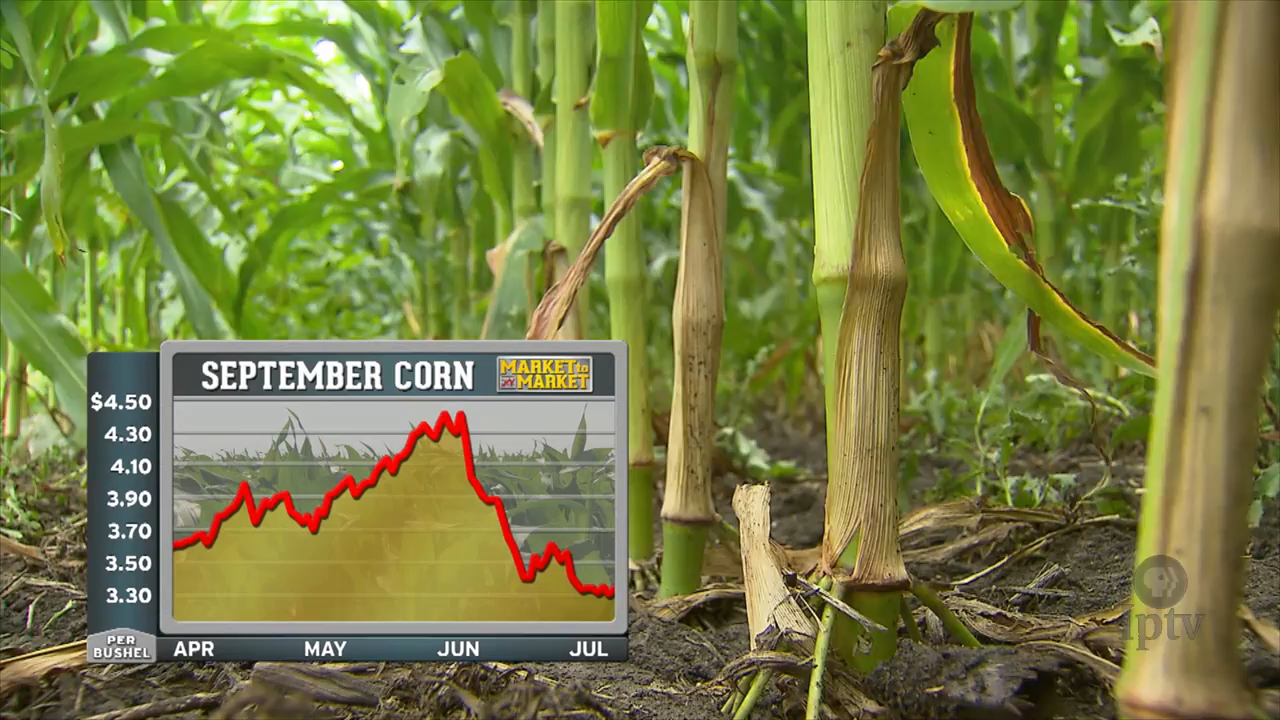 SEPTEMBER CORN
MARKET to
MARKET
$4.50
4.30
4.10
3.90
3.70
3.50
3.30
PER
BUSHEL
APR MAY JUN JUL
iptv